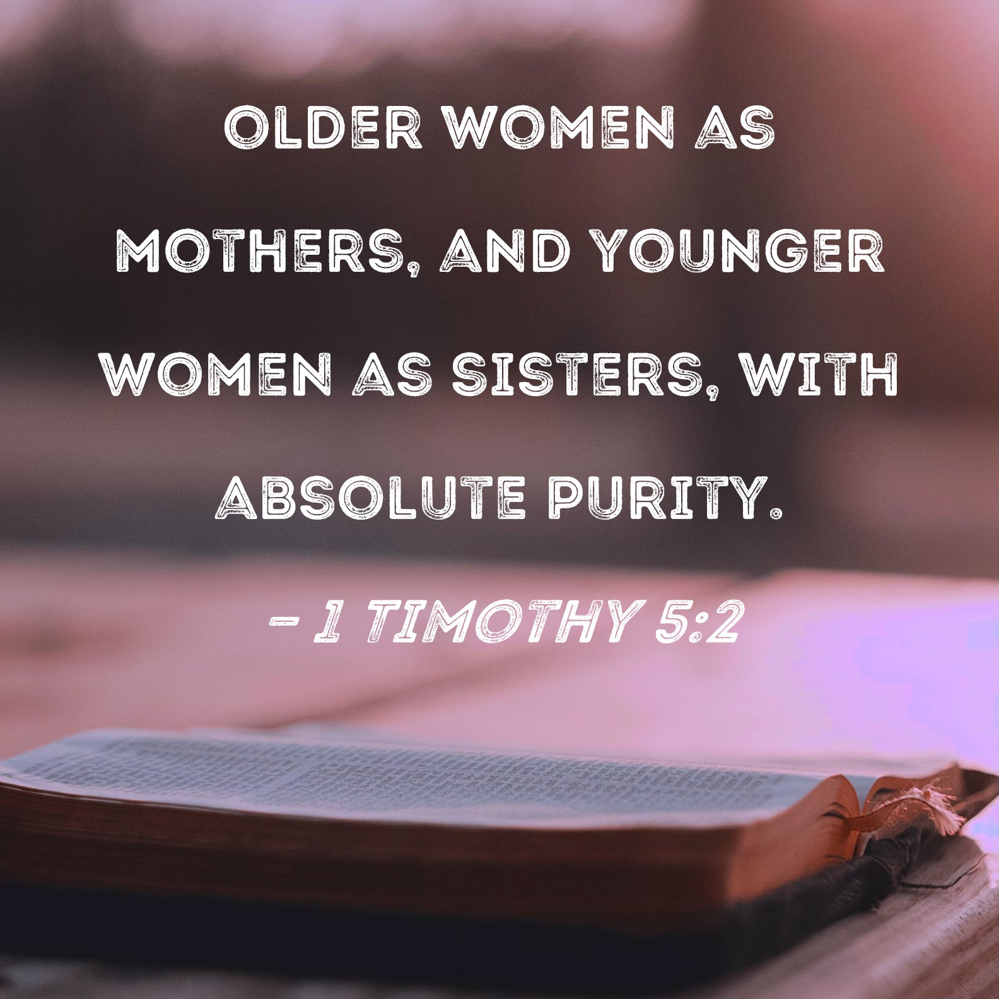 OLDER WOMEN AS
MOTHERS, AND YOUNGER
WOMEN AS SISTERS, WITH
ABSOLUTE PURITY.
– 1 TIMOTHY 5:2